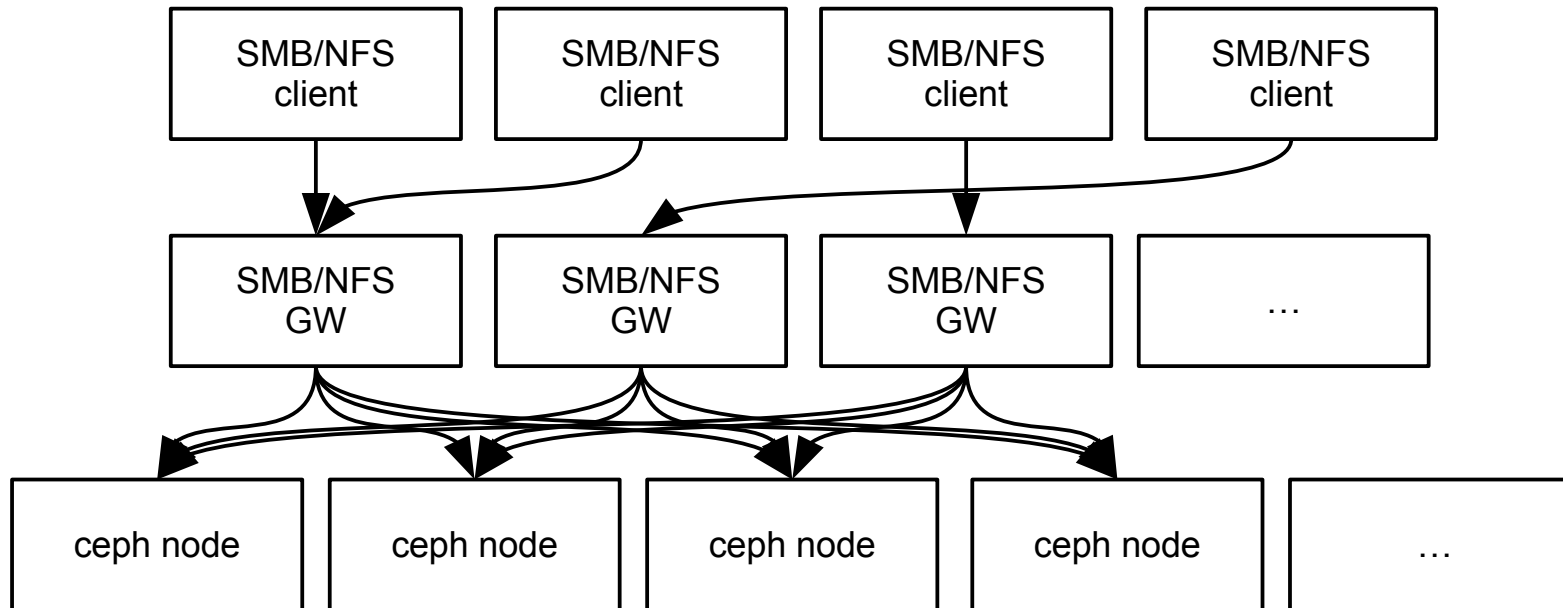 SMB/NFS
client
SMB/NFS
client
SMB/NFS
client
SMB/NFS
client
SMB/NFS
GW
SMB/NFS
GW
SMB/NFS
GW
…
ceph node
ceph node
ceph node
ceph node
…